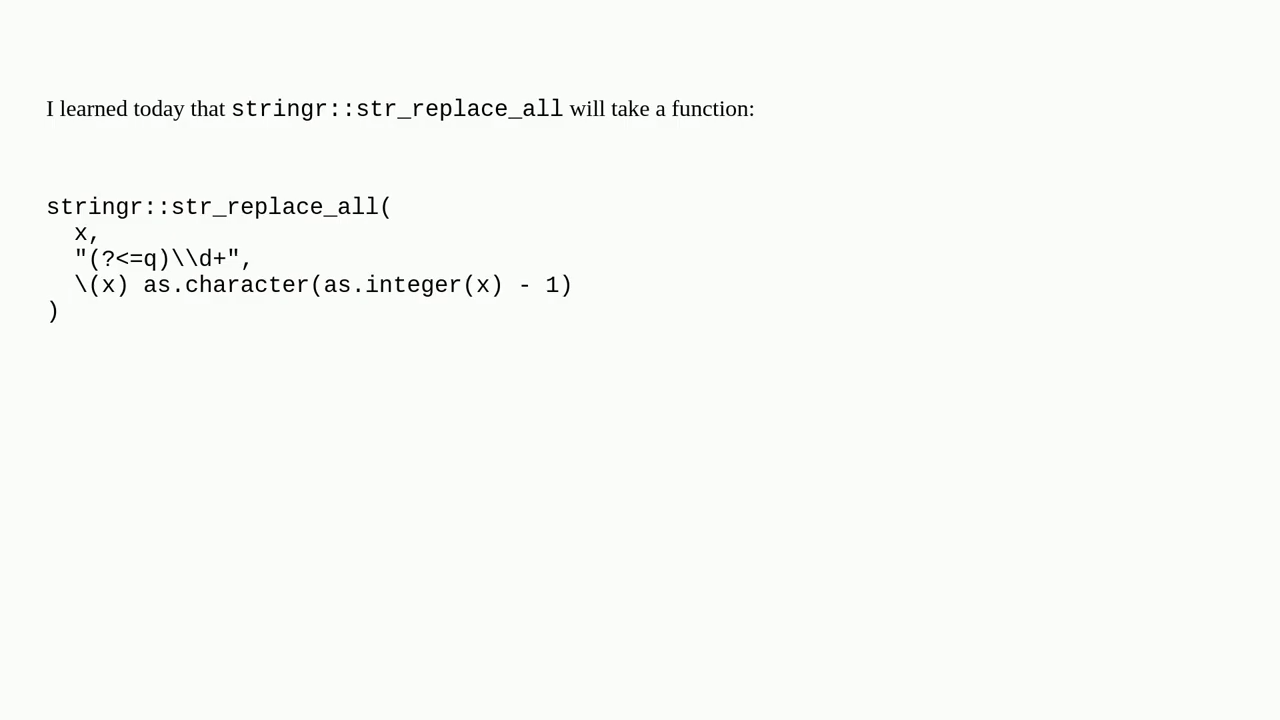 I learned today that stringr::str_replace_all will take a function:
stringr::str_replace_all(
  x,
  "(?<=q)\\d+",
  \(x) as.character(as.integer(x) - 1)
)